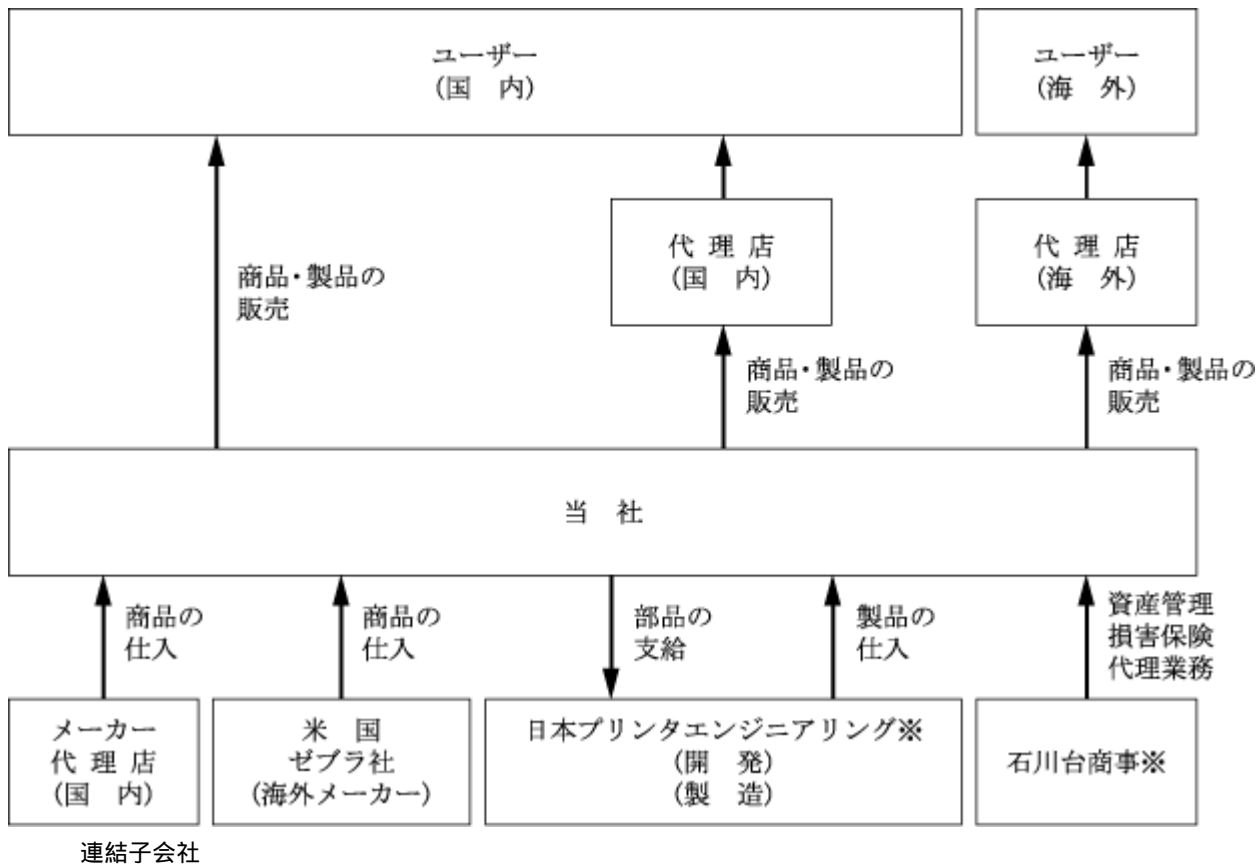 ユーザー
(国 内)
ユーザー
(海 外)
代 理 店
(国 内)
代 理 店
(海 外)
商品・製品の
販売
商品・製品の
販売
商品・製品の
販売
当 社
商品の
仕入
商品の
仕入
部品の
支給
製品の
仕入
資産管理
損害保険
代理業務
メーカー
代 理 店
(国 内)
米 国
ゼブラ社
(海外メーカー)
日本プリンタエンジニアリング※
(開 発)
(製 造)
石川台商事※
連結子会社